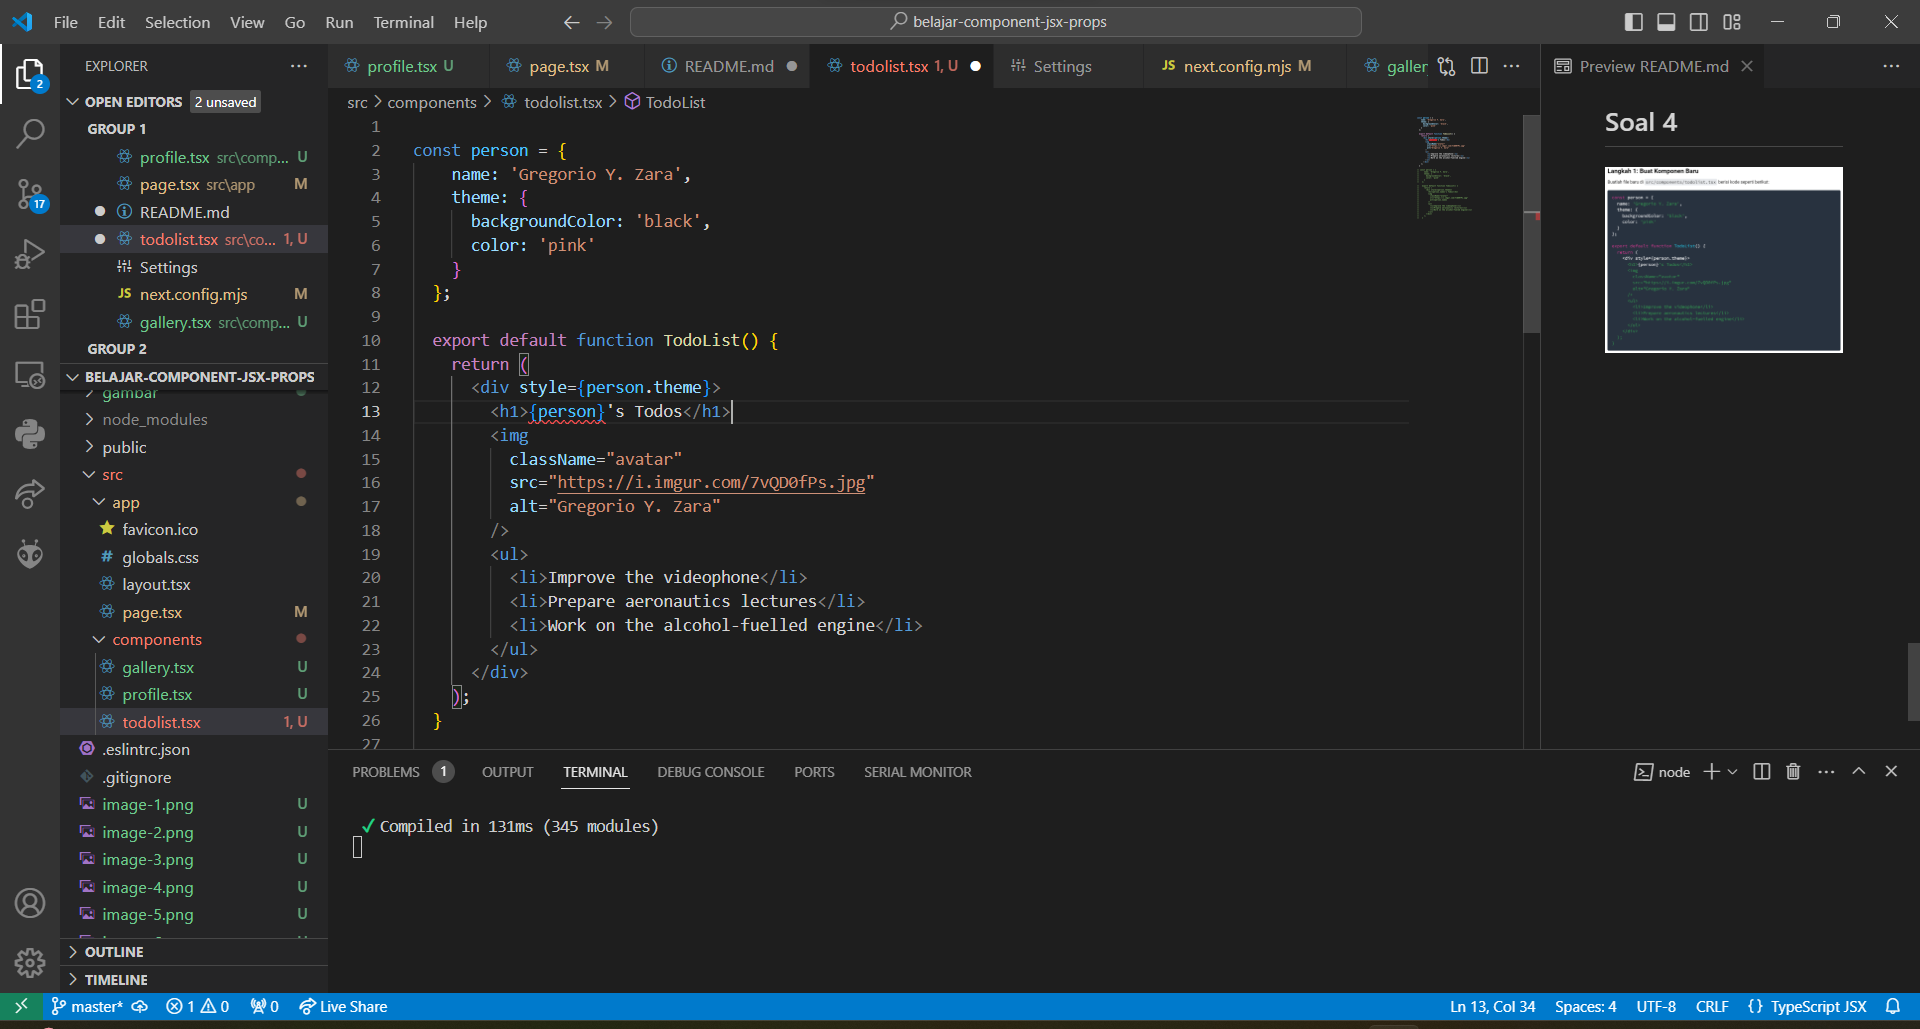 File Edit Selection View Go Run Terminal Help
belajar-component-jsx-props
EXPLORER
OPEN EDITORS 2 unsaved
GROUP 1
profile.tsx src\comp... U
page.tsx src\app M
README.md
todolist.tsx src\co... 1, U
Settings
next.config.mjs M
gallery.tsx src\comp... U
GROUP 2
BELAJAR-COMPONENT-JSX-PROPS
gambar
node_modules
public
src
app
favicon.ico
globals.css
layout.tsx
page.tsx M
components
gallery.tsx U
profile.tsx U
todolist.tsx 1, U
.eslintrc.json
.gitignore
image-1.png U
image-2.png U
image-3.png U
image-4.png U
image-5.png U
OUTLINE
TIMELINE
profile.tsx U page.tsx M README.md todolist.tsx 1, U Settings JS next.config.mjs M galler
src > components > todolist.tsx > TodoList
1
2 const person = {
3 name: 'Gregorio Y. Zara',
4 theme: {
5 backgroundColor: 'black',
6 color: 'pink'
7 }
8 };
9
10 export default function TodoList() {
11 return (
12 <div style={person.theme}>
13 <h1>{person}'s Todos</h1>
14 <img
15 className="avatar"
16 src="https://i.imgur.com/7vQD0fPs.jpg"
17 alt="Gregorio Y. Zara"
18 />
19 <ul>
20 <li>Improve the videophone</li>
21 <li>Prepare aeronautics lectures</li>
22 <li>Work on the alcohol-fuelled engine</li>
23 </ul>
24 </div>
25 );
26 }
27
Preview README.md
Soal 4
Langkah 1: Buat Komponen Baru
PROBLEMS 1 OUTPUT TERMINAL DEBUG CONSOLE PORTS SERIAL MONITOR
node
✓ Compiled in 131ms (345 modules)
2
17
master* 1 0 0 Live Share
Ln 13, Col 34 Spaces: 4 UTF-8 CRLF {} TypeScript JSX